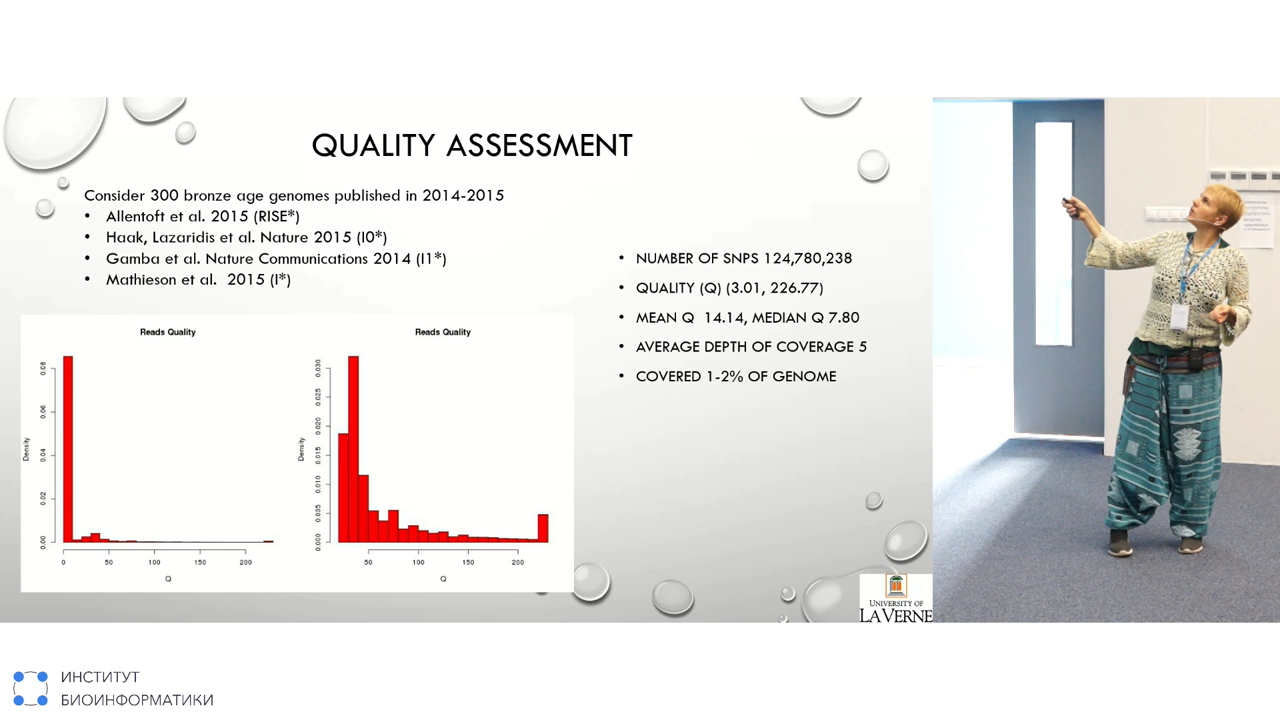 QUALITY ASSESSMENT
Consider 300 bronze age genomes published in 2014-2015
• Allentoft et al. 2015 (RISE*)
• Haak, Lazaridis et al. Nature 2015 (I0*)
• Gamba et al. Nature Communications 2014 (I1*)
• Mathieson et al. 2015 (I*)
• NUMBER OF SNPS 124,780,238
• QUALITY (Q) (3.01, 226.77)
• MEAN Q 14.14, MEDIAN Q 7.80
• AVERAGE DEPTH OF COVERAGE 5
• COVERED 1-2% OF GENOME
Reads Quality
Density
0.00 0.02 0.04 0.06 0.08
0 50 100 150 200
Q
Reads Quality
Density
0.000 0.005 0.010 0.015 0.020 0.025 0.030
50 100 150 200
Q
UNIVERSITY OF
LAVERNE
ИНСТИТУТ
БИОИНФОРМАТИКИ